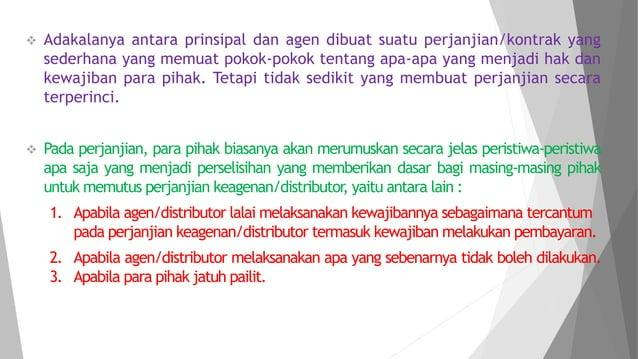 ❖ Adakalanya antara prinsipal dan agen dibuat suatu perjanjian/kontrak yang
sederhana yang memuat pokok-pokok tentang apa-apa yang menjadi hak dan
kewajiban para pihak. Tetapi tidak sedikit yang membuat perjanjian secara
terperinci.
❖ Pada perjanjian, para pihak biasanya akan merumuskan secara jelas peristiwa-peristiwa
apa saja yang menjadi perselisihan yang memberikan dasar bagi masing-masing pihak
untuk memutus perjanjian keagenan/distributor, yaitu antara lain :
1. Apabila agen/distributor lalai melaksanakan kewajibannya sebagaimana tercantum
pada perjanjian keagenan/distributor termasuk kewajiban melakukan pembayaran.
2. Apabila agen/distributor melaksanakan apa yang sebenarnya tidak boleh dilakukan.
3. Apabila para pihak jatuh pailit.